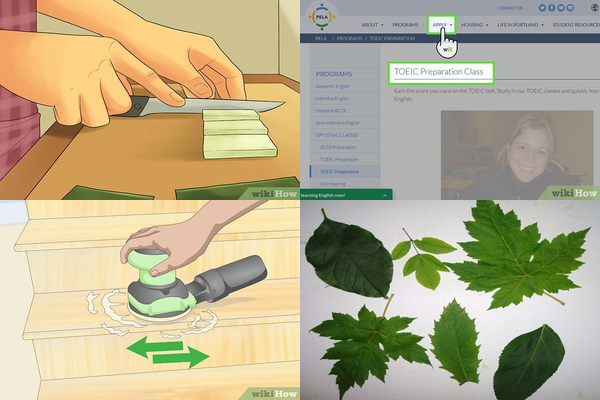 wikiHow
PELA
CONTACT US
ABOUT PROGRAMS APPLY HOUSING LIFE IN PORTLAND STUDENT RESOURCES
PELA / PROGRAMS / TOEIC PREPARATION
PROGRAMS
Academic English
Intensive English
Intensive IELTS
Semi-Intensive English
OPTIONAL CLASSES
IELTS Preparation
TOEFL Preparation
TOEIC Preparation
Volunteering
TOEIC Preparation Class
Earn the score you want on the TOEIC test. Study in our TOEIC classes and quickly impr
English.
learning English now!
wikiHow
wikiHow